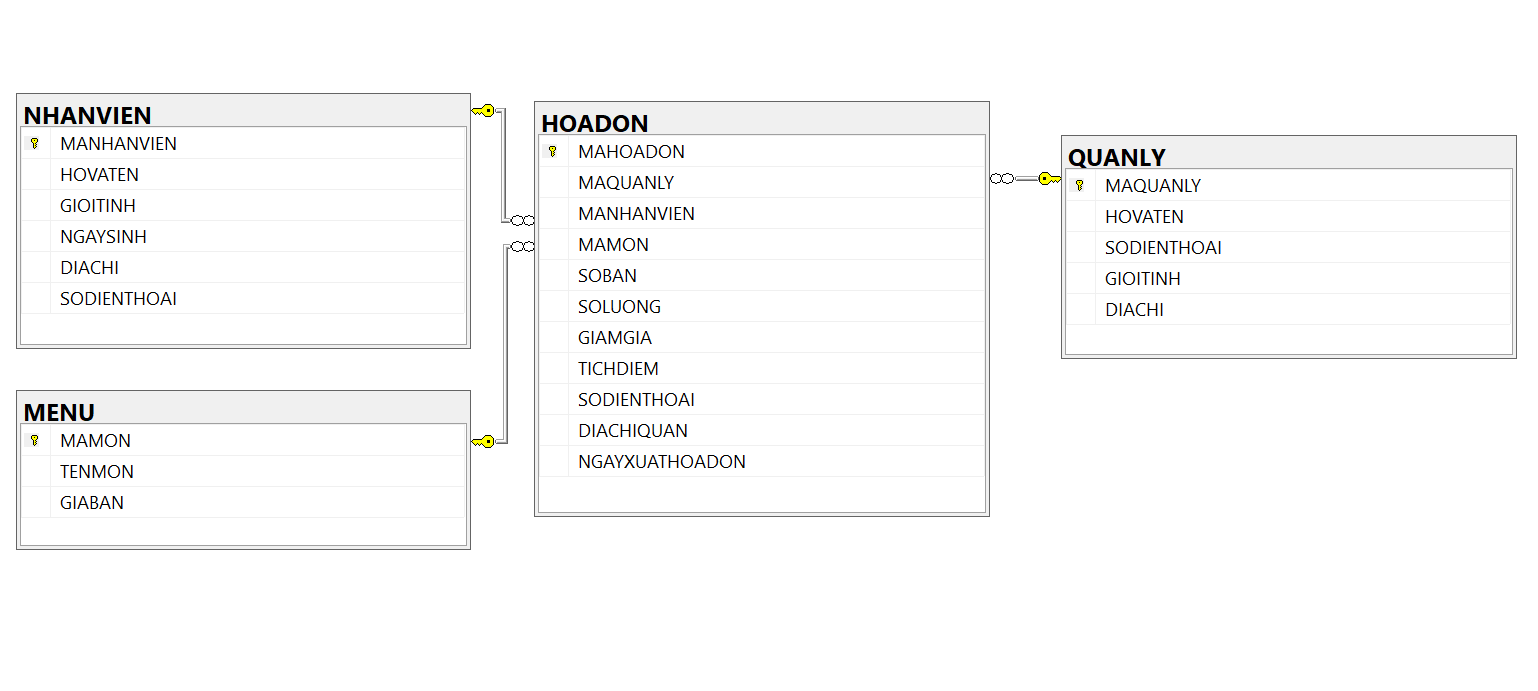 NHANVIEN
MANHANVIEN
HOVATEN
GIOITINH
NGAYSINH
DIACHI
SODIENTHOAI
MENU
MAMON
TENMON
GIABAN
HOADON
MAHOADON
MAQUANLY
MANHANVIEN
MAMON
SOBAN
SOLUONG
GIAMGIA
TICHDIEM
SODIENTHOAI
DIACHIQUAN
NGAYXUATHOADON
QUANLY
MAQUANLY
HOVATEN
SODIENTHOAI
GIOITINH
DIACHI